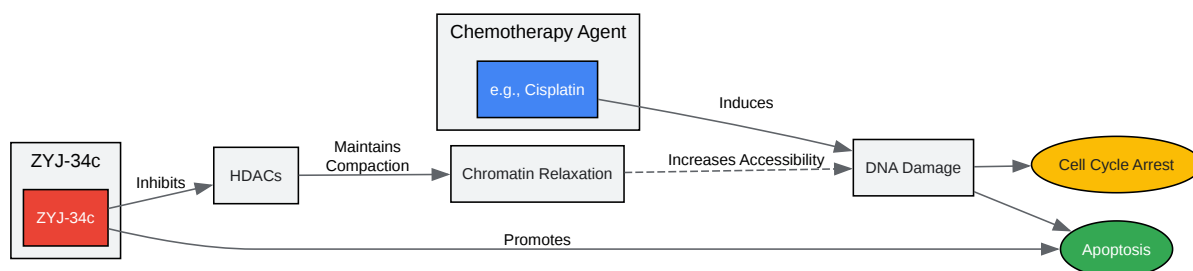 Chemotherapy Agent
e.g., Cisplatin
Induces
ZYJ-34c
ZYJ-34c
Inhibits
HDACs
Maintains
Compaction
Chromatin Relaxation
Increases Accessibility
DNA Damage
Cell Cycle Arrest
Promotes
Apoptosis